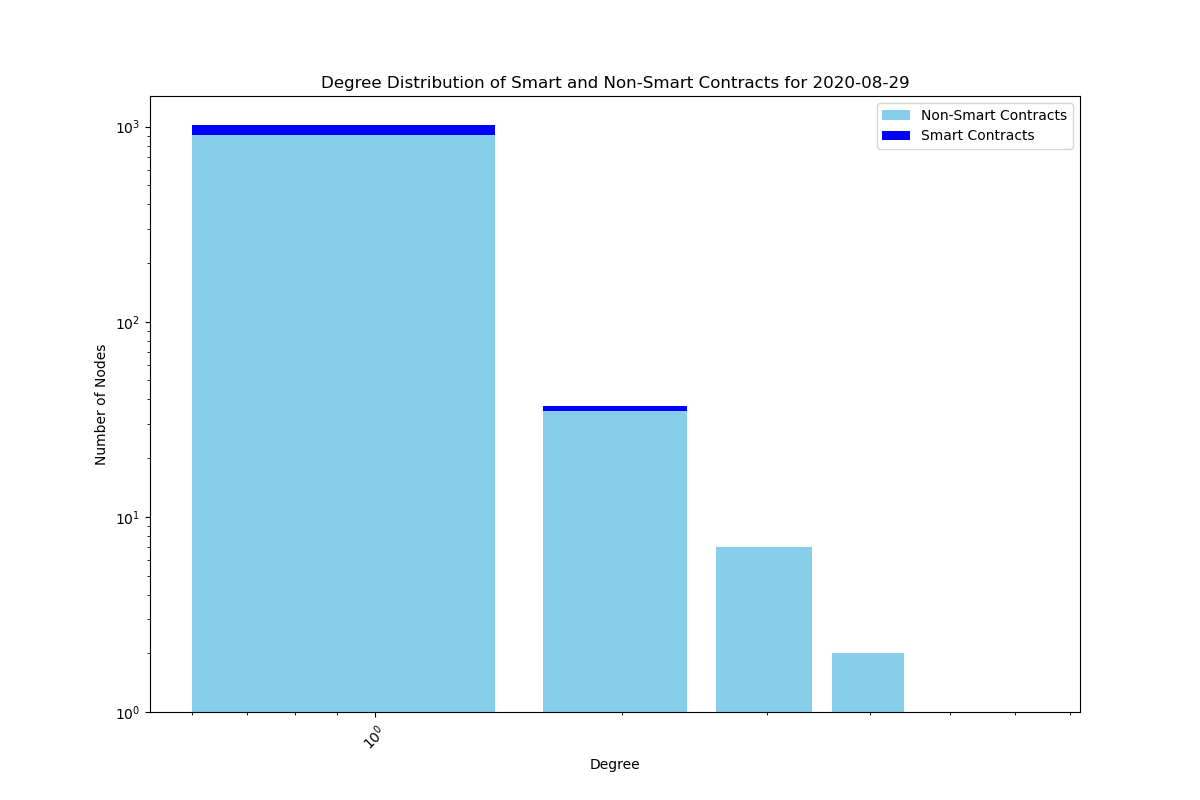 Degree Distribution of Smart and Non-Smart Contracts for 2020-08-29
Non-Smart Contracts
Smart Contracts
10³
10²
10¹
10⁰
Number of Nodes
10⁰
Degree